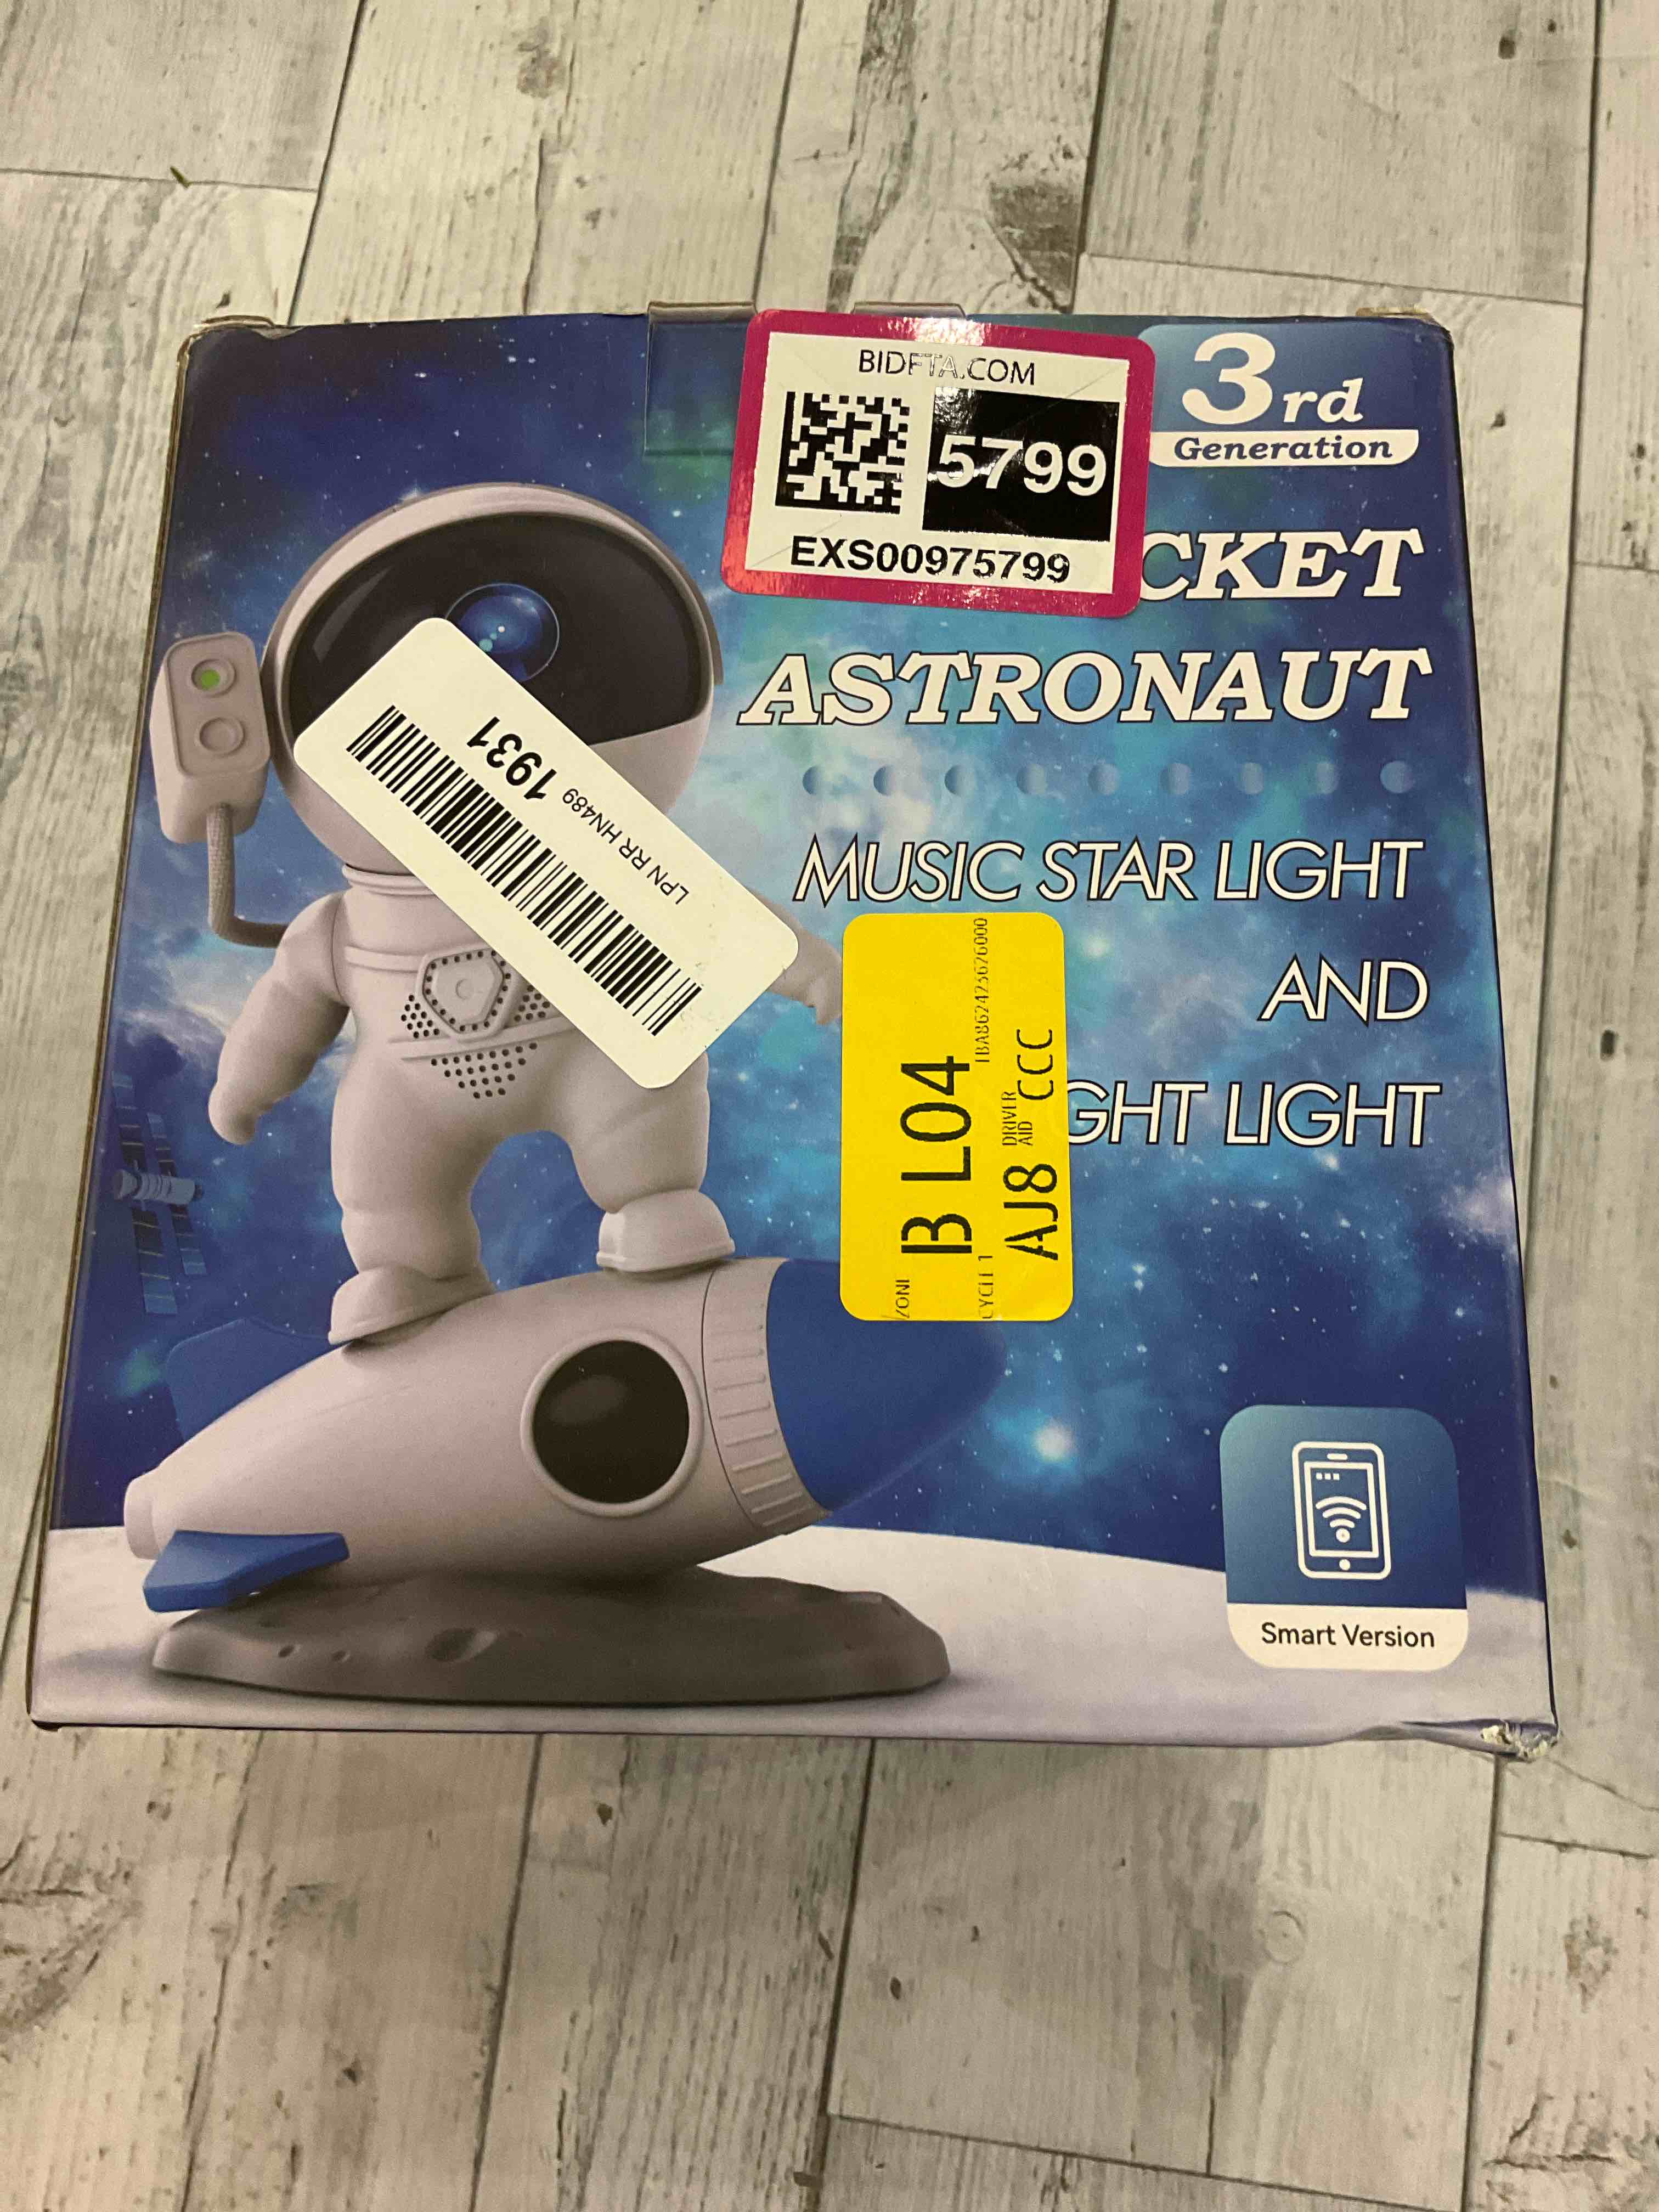 BIDFTA.COM
5799
EXS00975799
3rd
Generation
CKET
ASTRONAUT
LPN RR HN489 1931
MUSIC STAR LIGHT
AND
GHT LIGHT
B L04
CYCLE 1
DRIVER
AID
AJ8 CCC
Smart Version